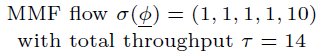 MMF flow σ(ϕ) = (1, 1, 1, 1, 10)
with total throughput τ = 14